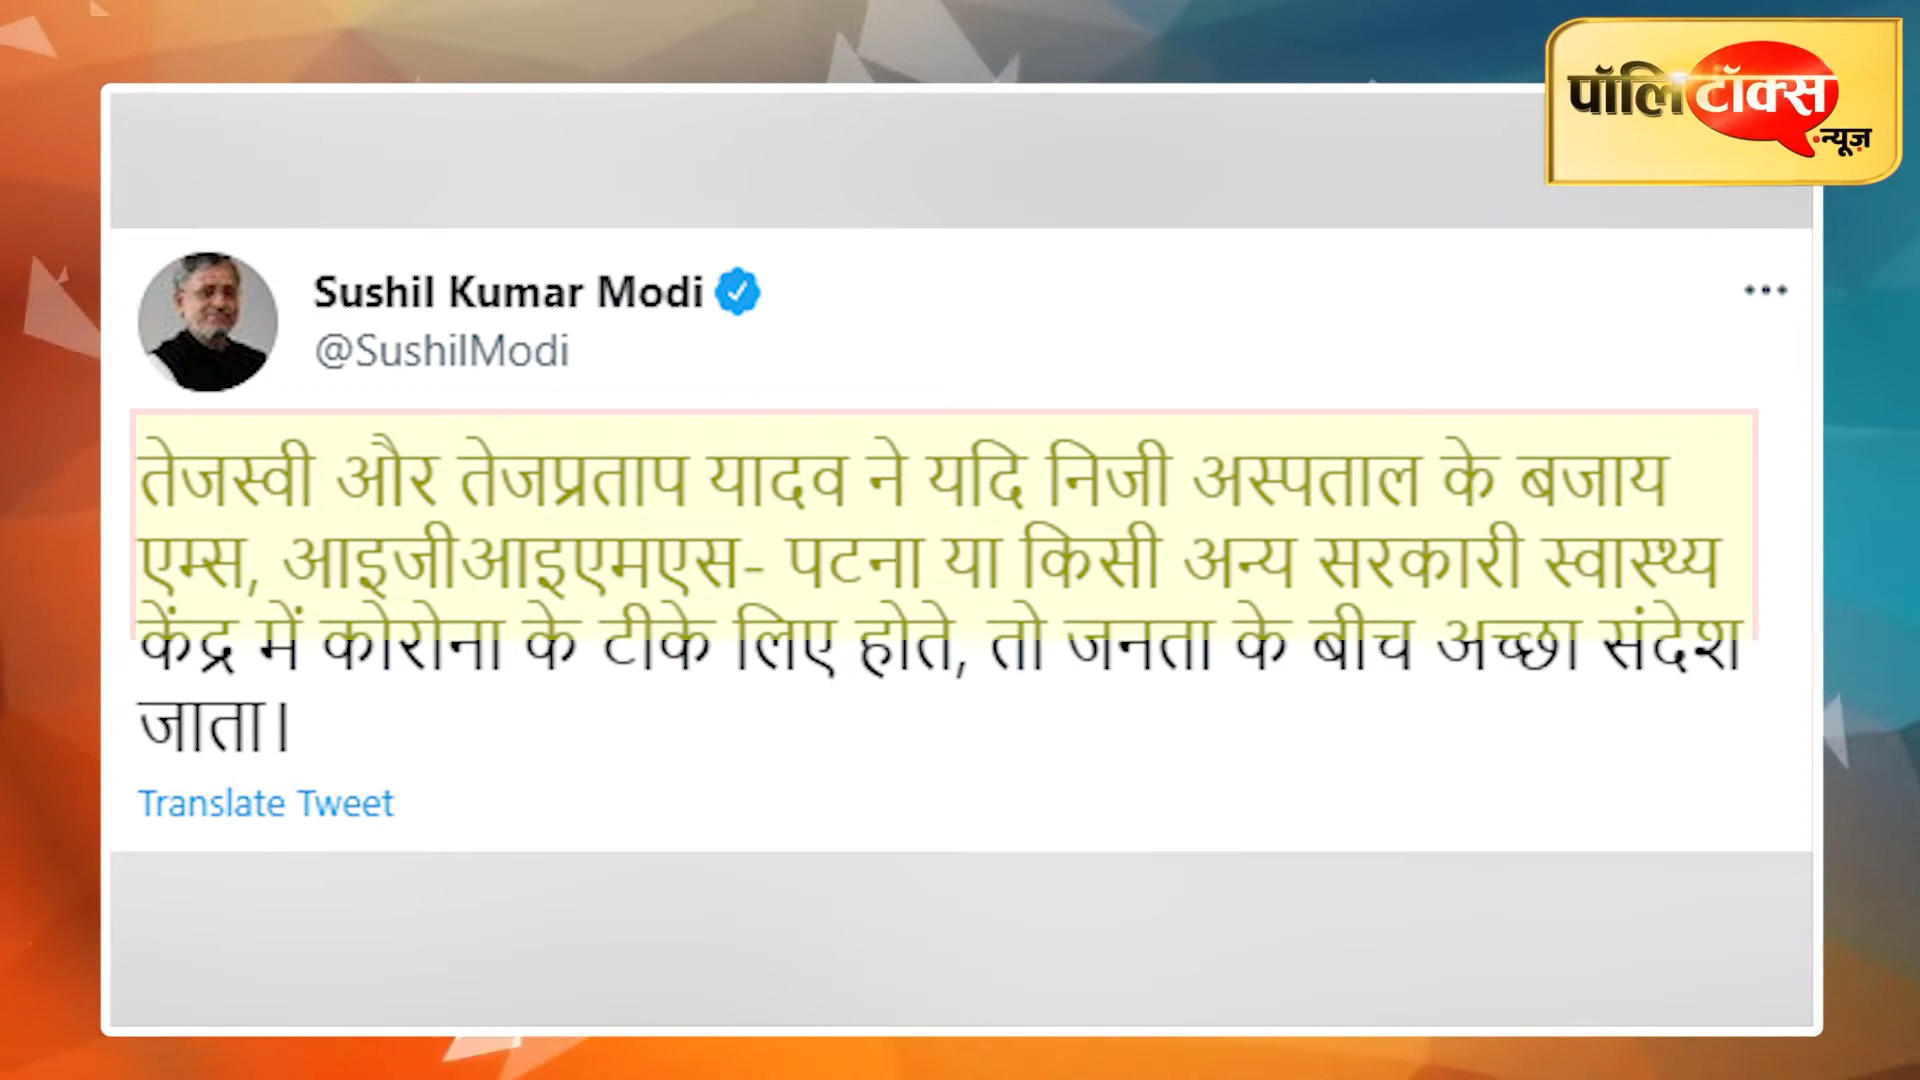 पॉलिटॉक्स
न्यूज़
Sushil Kumar Modi
@SushilModi
तेजस्वी और तेजप्रताप यादव ने यदि निजी अस्पताल के बजाय
एम्स, आइजीआइएमएस- पटना या किसी अन्य सरकारी स्वास्थ्य
केंद्र में कोरोना के टीके लिए होते, तो जनता के बीच अच्छा संदेश
जाता।
Translate Tweet